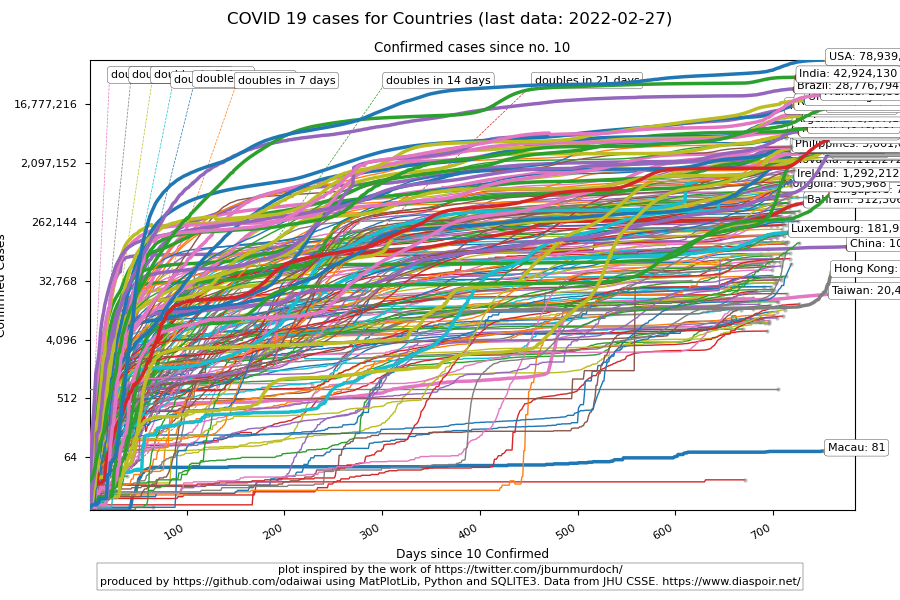 COVID 19 cases for Countries (last data: 2022-02-27)
Confirmed cases since no. 10
doubles in 7 days
doubles in 14 days
doubles in 21 days
USA: 78,939,
India: 42,924,130
Brazil: 28,776,794
Philippines: 3,661,
Ireland: 1,292,212
Bahrain: 512,306
Luxembourg: 181,9
China: 10
Hong Kong:
Taiwan: 20,4
Macau: 81
16,777,216
2,097,152
262,144
32,768
4,096
512
64
Confirmed Cases
100
200
300
400
500
600
700
Days since 10 Confirmed
plot inspired by the work of https://twitter.com/jburnmurdoch/
produced by https://github.com/odaiwai using MatPlotLib, Python and SQLITE3. Data from JHU CSSE. https://www.diaspoir.net/